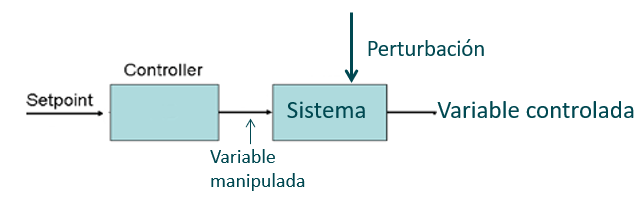 Perturbación
Controller
Setpoint
Sistema
Variable controlada
Variable
manipulada